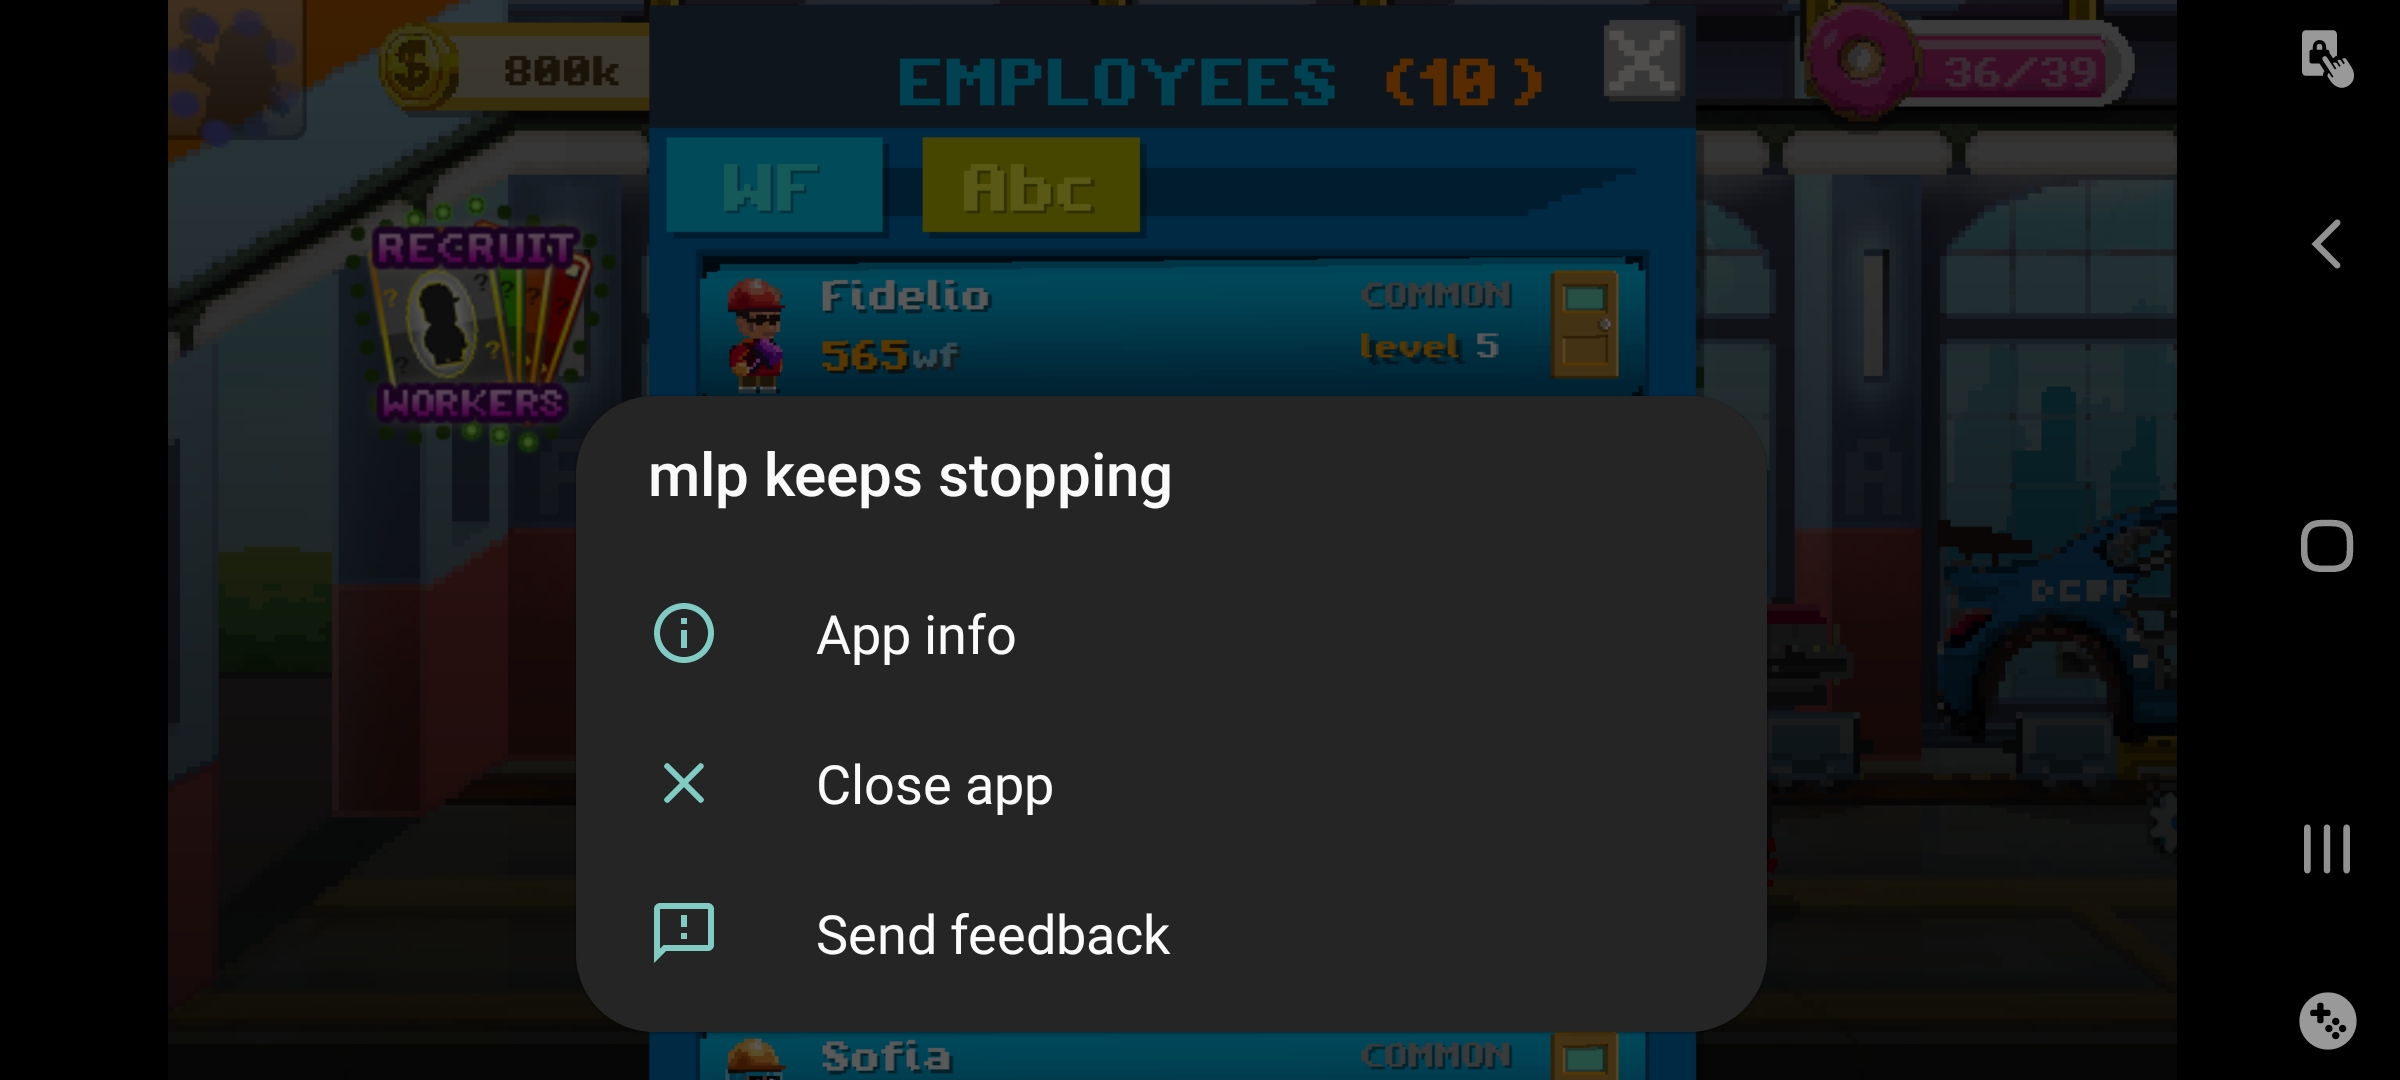 800k
EMPLOYEES (10 )
36/39
WF
Abc
RECRUIT
WORKERS
Fidelio
COMMON
565wf
level 5
mlp keeps stopping
App info
Close app
Send feedback
Sofia
COMMON